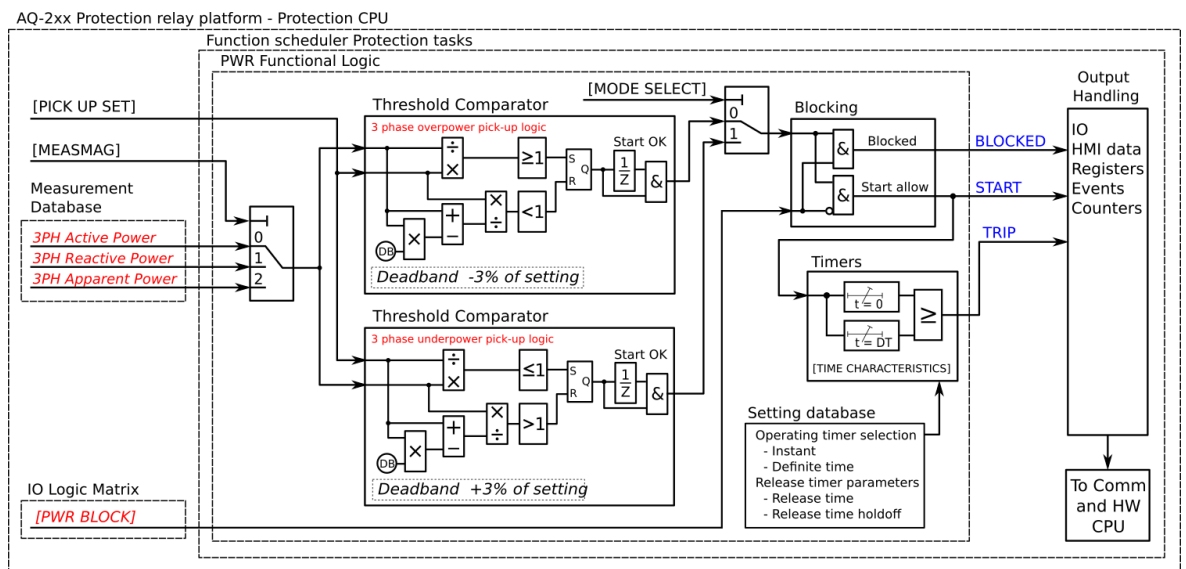 AQ-2xx Protection relay platform - Protection CPU
Function scheduler Protection tasks
PWR Functional Logic
[PICK UP SET]
[MEASMAG]
Measurement
Database
3PH Active Power
3PH Reactive Power
3PH Apparent Power
0
1
2
IO Logic Matrix
[PWR BLOCK]
Threshold Comparator
3 phase overpower pick-up logic
÷
×
≥1
S
R
Q
Start OK
1
Z
&
×
÷
<1
+
−
×
DB
Deadband -3% of setting
Threshold Comparator
3 phase underpower pick-up logic
÷
×
≤1
S
R
Q
Start OK
1
Z
&
×
÷
>1
+
−
×
DB
Deadband +3% of setting
[MODE SELECT]
0
1
Blocking
&
Blocked
&
Start allow
BLOCKED
START
TRIP
Timers
t = 0
t = DT
≥
[TIME CHARACTERISTICS]
Setting database
Operating timer selection
- Instant
- Definite time
Release timer parameters
- Release time
- Release time holdoff
Output
Handling
IO
HMI data
Registers
Events
Counters
To Comm
and HW
CPU